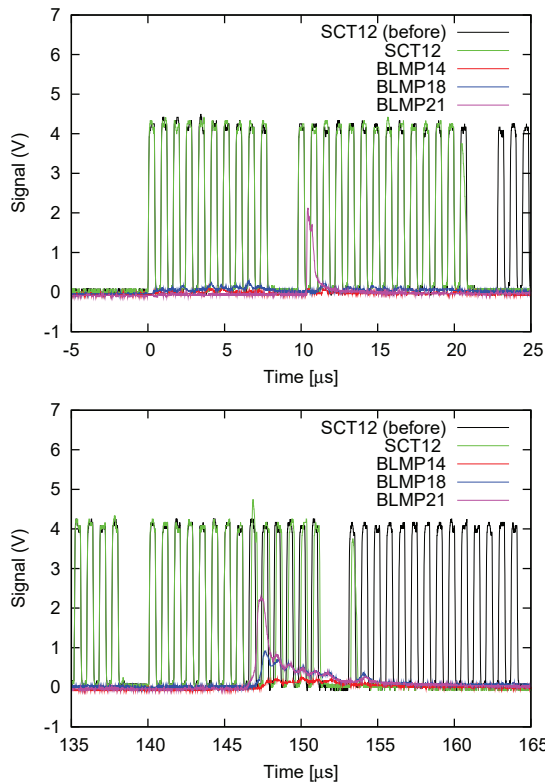 7
6
5
4
3
2
1
0
-1
Signal (V)
SCT12 (before)
SCT12
BLMP14
BLMP18
BLMP21
-5 0 5 10 15 20 25
Time [μs]
7
6
5
4
3
2
1
0
-1
Signal (V)
SCT12 (before)
SCT12
BLMP14
BLMP18
BLMP21
135 140 145 150 155 160 165
Time [μs]